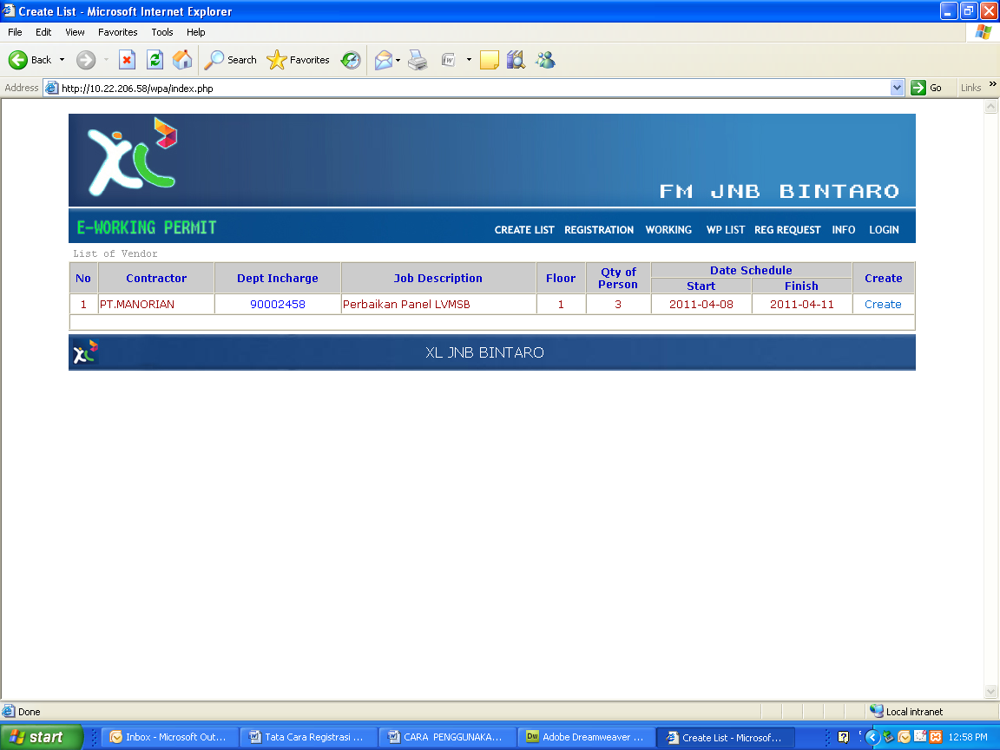 Create List - Microsoft Internet Explorer
File Edit View Favorites Tools Help
Back Search Favorites
Address http://10.22.206.58/wpa/index.php Go Links »
XL
FM JNB BINTARO
E-WORKING PERMIT CREATE LIST REGISTRATION WORKING WP LIST REG REQUEST INFO LOGIN
List of Vendor
No Contractor Dept Incharge Job Description Floor Qty of Person Date Schedule Start Finish Create
1 PT.MANORIAN 90002458 Perbaikan Panel LVMSB 1 3 2011-04-08 2011-04-11 Create
XL XL JNB BINTARO
Done Local intranet
start Inbox - Microsoft Out... Tata Cara Registrasi ... CARA PENGGUNAKA... Adobe Dreamweaver ... Create List - Microsof... 12:58 PM